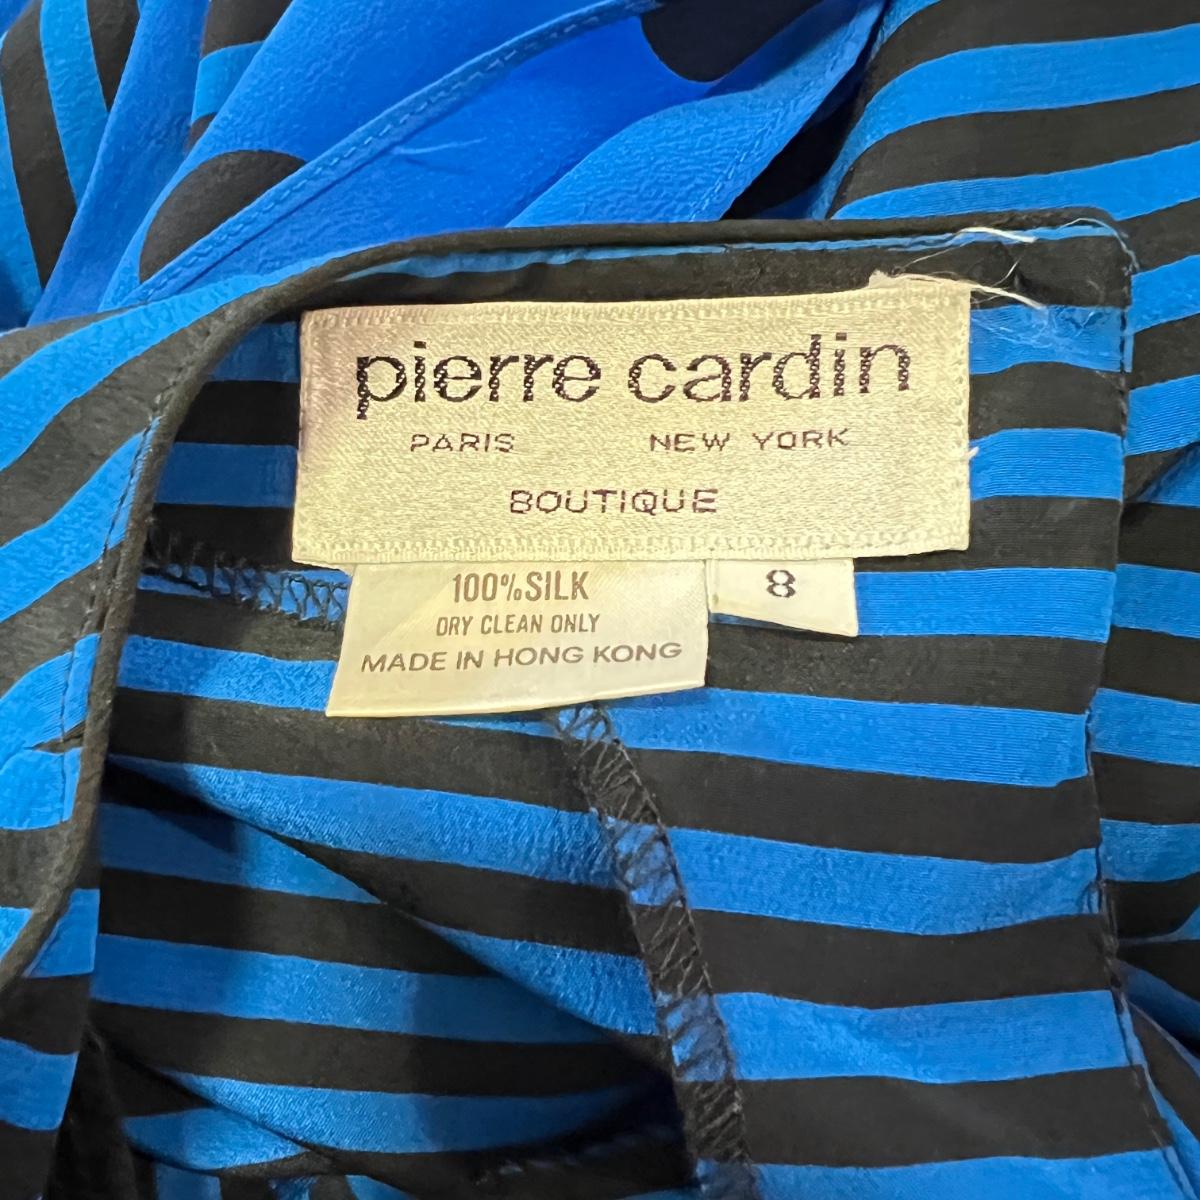 pierre cardin
PARIS NEW YORK
BOUTIQUE
100% SILK
DRY CLEAN ONLY
MADE IN HONG KONG
8